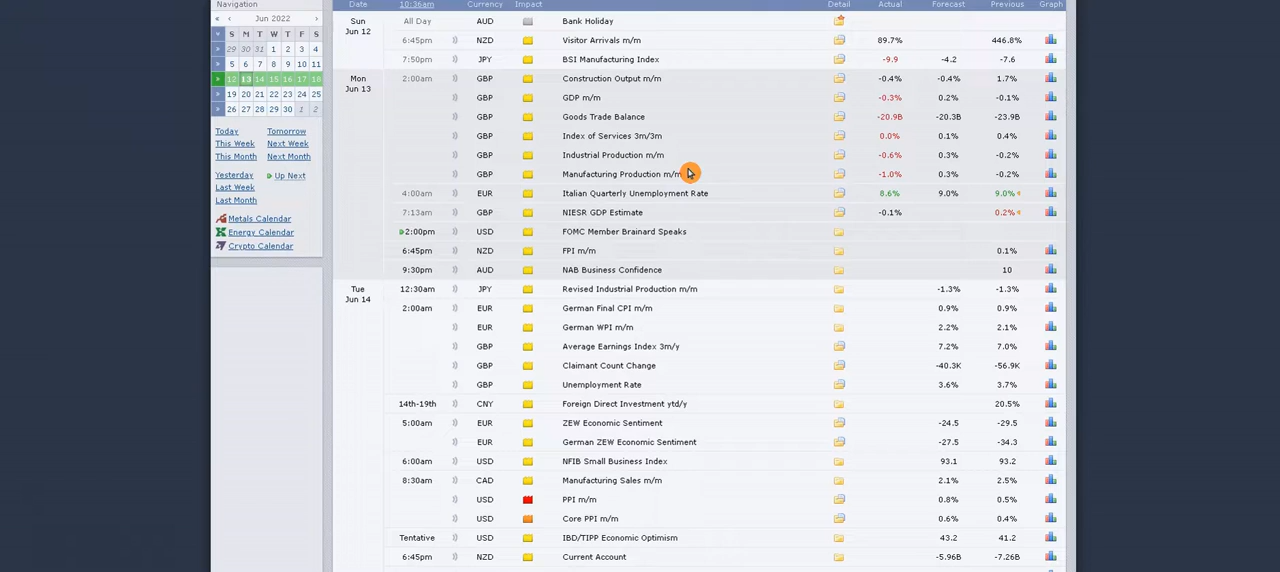 Navigation
« ‹ Jun 2022 ›
S M T W T F S
» 29 30 31 1 2 3 4
» 5 6 7 8 9 10 11
» 12 13 14 15 16 17 18
» 19 20 21 22 23 24 25
» 26 27 28 29 30 1 2
Today Tomorrow
This Week Next Week
This Month Next Month
Yesterday Up Next
Last Week
Last Month
Metals Calendar
Energy Calendar
Crypto Calendar
Date 10:36am Currency Impact Detail Actual Forecast Previous Graph
Sun Jun 12 All Day AUD Bank Holiday
6:45pm NZD Visitor Arrivals m/m 89.7% 446.8%
7:50pm JPY BSI Manufacturing Index -9.9 -4.2 -7.6
Mon Jun 13 2:00am GBP Construction Output m/m -0.4% -0.4% 1.7%
GBP GDP m/m -0.3% 0.2% -0.1%
GBP Goods Trade Balance -20.9B -20.3B -23.9B
GBP Index of Services 3m/3m 0.0% 0.1% 0.4%
GBP Industrial Production m/m -0.6% 0.3% -0.2%
GBP Manufacturing Production m/m -1.0% 0.3% -0.2%
4:00am EUR Italian Quarterly Unemployment Rate 8.6% 9.0% 9.0%
7:13am GBP NIESR GDP Estimate -0.1% 0.2%
2:00pm USD FOMC Member Brainard Speaks
6:45pm NZD FPI m/m 0.1%
9:30pm AUD NAB Business Confidence 10
Tue Jun 14 12:30am JPY Revised Industrial Production m/m -1.3% -1.3%
2:00am EUR German Final CPI m/m 0.9% 0.9%
EUR German WPI m/m 2.2% 2.1%
GBP Average Earnings Index 3m/y 7.2% 7.0%
GBP Claimant Count Change -40.3K -56.9K
GBP Unemployment Rate 3.6% 3.7%
14th-19th CNY Foreign Direct Investment ytd/y 20.5%
5:00am EUR ZEW Economic Sentiment -24.5 -29.5
EUR German ZEW Economic Sentiment -27.5 -34.3
6:00am USD NFIB Small Business Index 93.1 93.2
8:30am CAD Manufacturing Sales m/m 2.1% 2.5%
USD PPI m/m 0.8% 0.5%
USD Core PPI m/m 0.6% 0.4%
Tentative USD IBD/TIPP Economic Optimism 43.2 41.2
6:45pm NZD Current Account -5.96B -7.26B